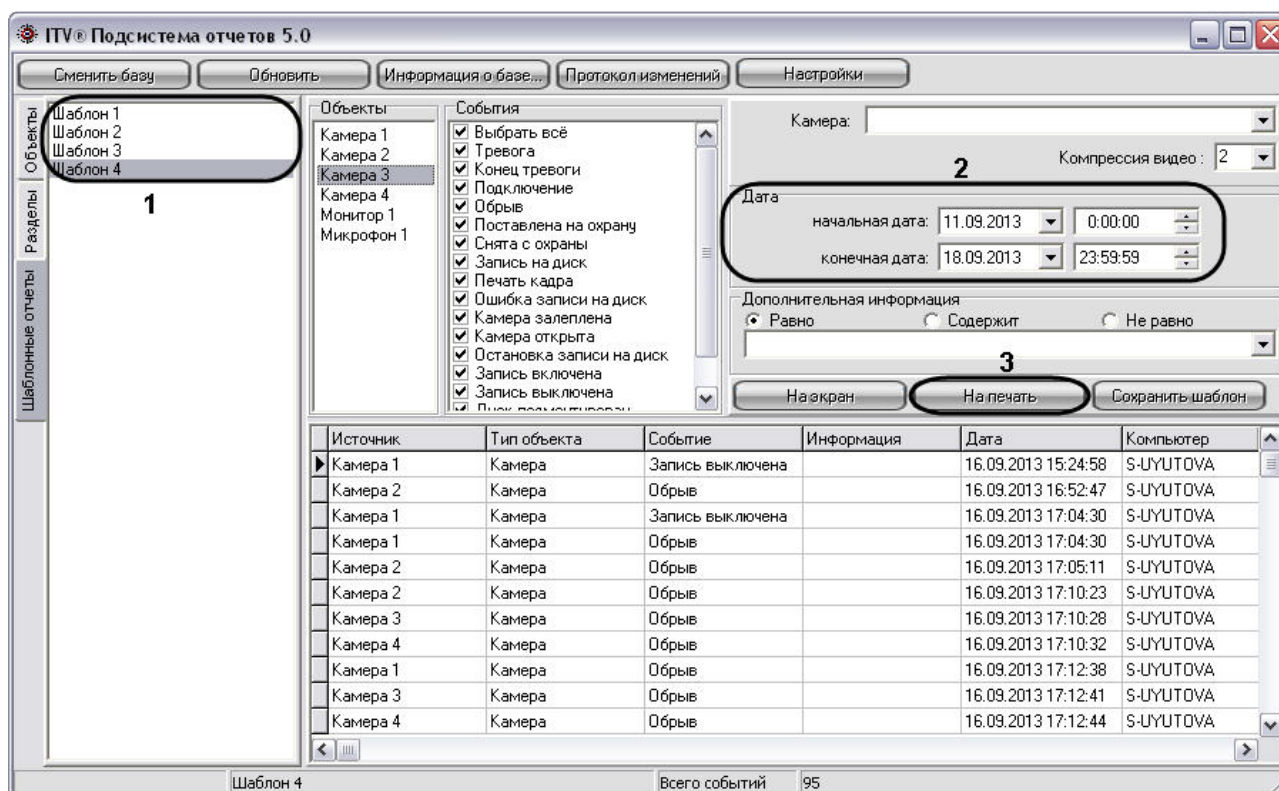 ITV® Подсистема отчетов 5.0
Сменить базу Обновить Информация о базе... Протокол изменений Настройки
Объекты
Разделы
Шаблонные отчеты
Шаблон 1
Шаблон 2
Шаблон 3
Шаблон 4
1
Объекты
Камера 1
Камера 2
Камера 3
Камера 4
Монитор 1
Микрофон 1
События
Выбрать всё
Тревога
Конец тревоги
Подключение
Обрыв
Поставлена на охрану
Снята с охраны
Запись на диск
Печать кадра
Ошибка записи на диск
Камера залеплена
Камера открыта
Остановка записи на диск
Запись включена
Запись выключена
Камера:
Компрессия видео : 2
2
Дата
начальная дата: 11.09.2013 0:00:00
конечная дата: 18.09.2013 23:59:59
Дополнительная информация
Равно Содержит Не равно
3
На экран На печать Сохранить шаблон
Источник Тип объекта Событие Информация Дата Компьютер
Камера 1 Камера Запись выключена 16.09.2013 15:24:58 S-UYUTOVA
Камера 2 Камера Обрыв 16.09.2013 16:52:47 S-UYUTOVA
Камера 1 Камера Запись выключена 16.09.2013 17:04:30 S-UYUTOVA
Камера 1 Камера Обрыв 16.09.2013 17:04:30 S-UYUTOVA
Камера 2 Камера Обрыв 16.09.2013 17:05:11 S-UYUTOVA
Камера 2 Камера Обрыв 16.09.2013 17:10:23 S-UYUTOVA
Камера 3 Камера Обрыв 16.09.2013 17:10:28 S-UYUTOVA
Камера 4 Камера Обрыв 16.09.2013 17:10:32 S-UYUTOVA
Камера 1 Камера Обрыв 16.09.2013 17:12:38 S-UYUTOVA
Камера 3 Камера Обрыв 16.09.2013 17:12:41 S-UYUTOVA
Камера 4 Камера Обрыв 16.09.2013 17:12:44 S-UYUTOVA
Шаблон 4 Всего событий 95